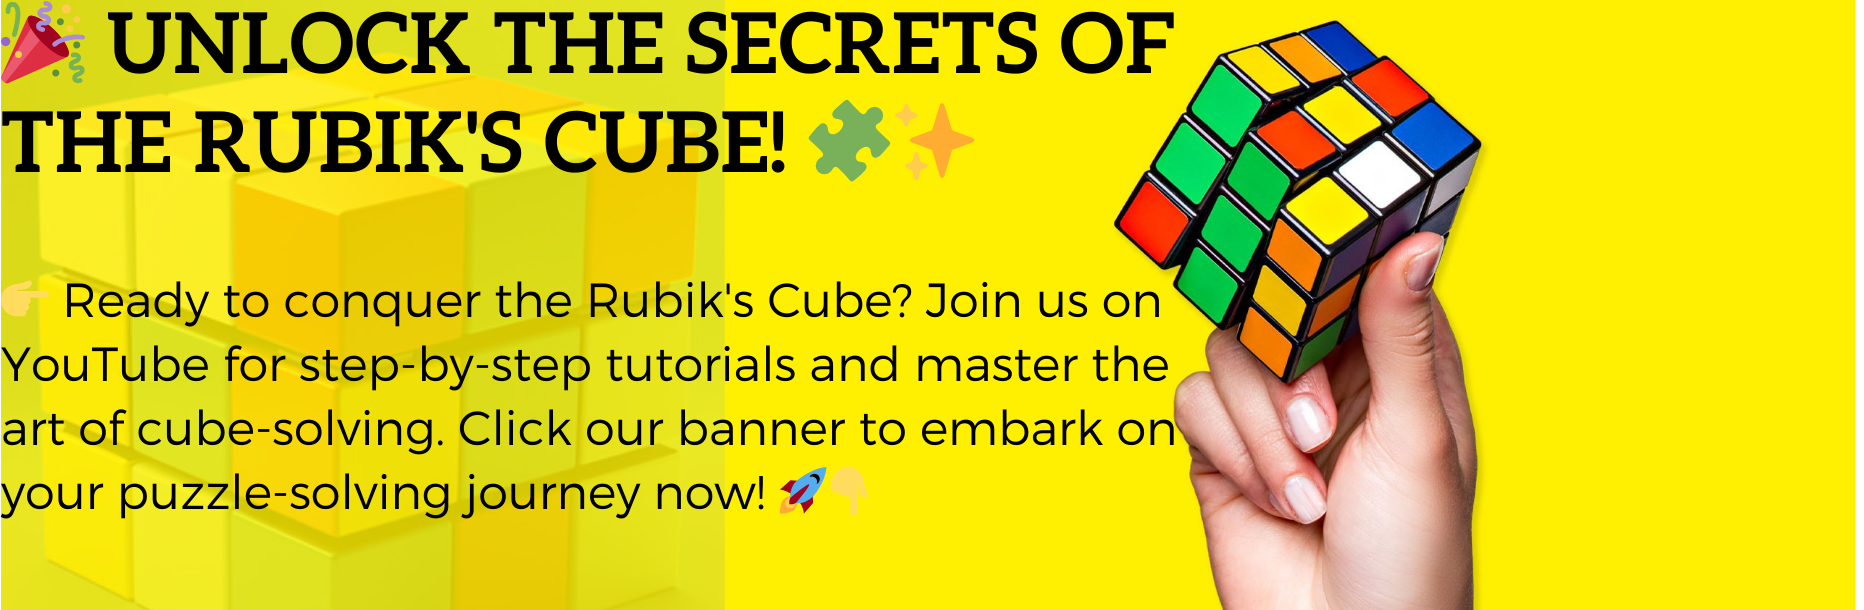 🎉 UNLOCK THE SECRETS OF
THE RUBIK'S CUBE! 🧩✨
👉 Ready to conquer the Rubik's Cube? Join us on
YouTube for step-by-step tutorials and master the
art of cube-solving. Click our banner to embark on
your puzzle-solving journey now! 🚀👇